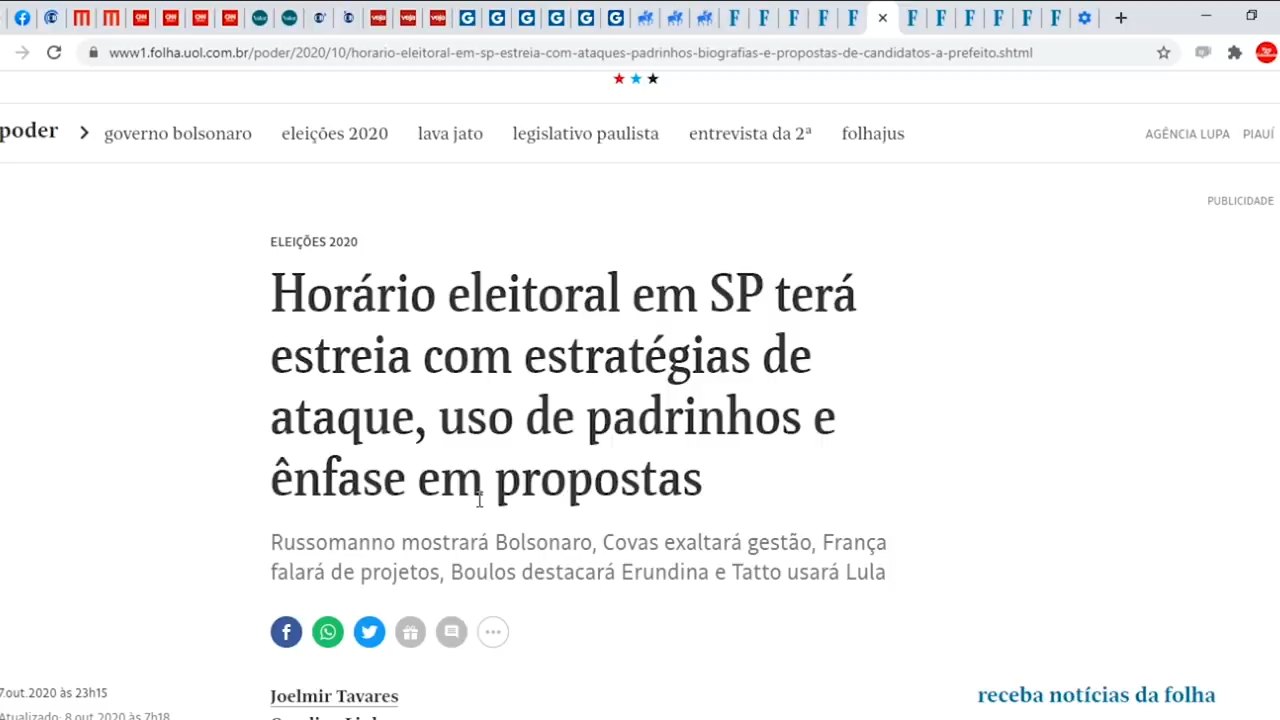 www1.folha.uol.com.br/poder/2020/10/horario-eleitoral-em-sp-estreia-com-ataques-padrinhos-biografias-e-propostas-de-candidatos-a-prefeito.shtml
poder > governo bolsonaro eleições 2020 lava jato legislativo paulista entrevista da 2ª folhajus AGÊNCIA LUPA PIAUÍ
PUBLICIDADE
ELEIÇÕES 2020
Horário eleitoral em SP terá
estreia com estratégias de
ataque, uso de padrinhos e
ênfase em propostas
Russomanno mostrará Bolsonaro, Covas exaltará gestão, França
falará de projetos, Boulos destacará Erundina e Tatto usará Lula
7.out.2020 às 23h15
Joelmir Tavares
receba notícias da folha
Atualizado: 8.out.2020 às 7h18